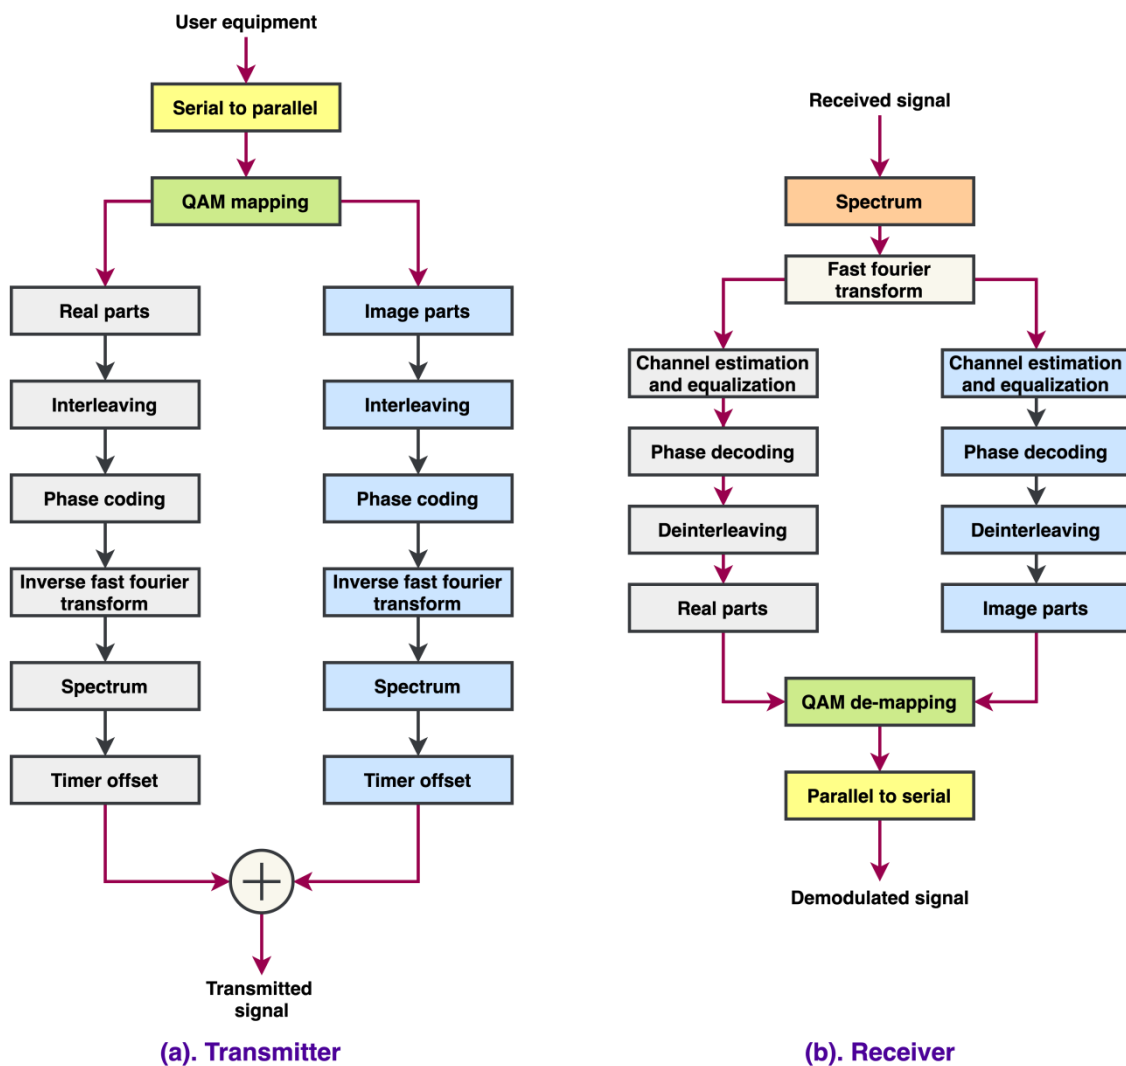 User equipment
Serial to parallel
QAM mapping
Real parts
Interleaving
Phase coding
Inverse fast fourier
transform
Spectrum
Timer offset
Image parts
Interleaving
Phase coding
Inverse fast fourier
transform
Spectrum
Timer offset
Transmitted
signal
(a). Transmitter
Received signal
Spectrum
Fast fourier
transform
Channel estimation
and equalization
Phase decoding
Deinterleaving
Real parts
Channel estimation
and equalization
Phase decoding
Deinterleaving
Image parts
QAM de-mapping
Parallel to serial
Demodulated signal
(b). Receiver